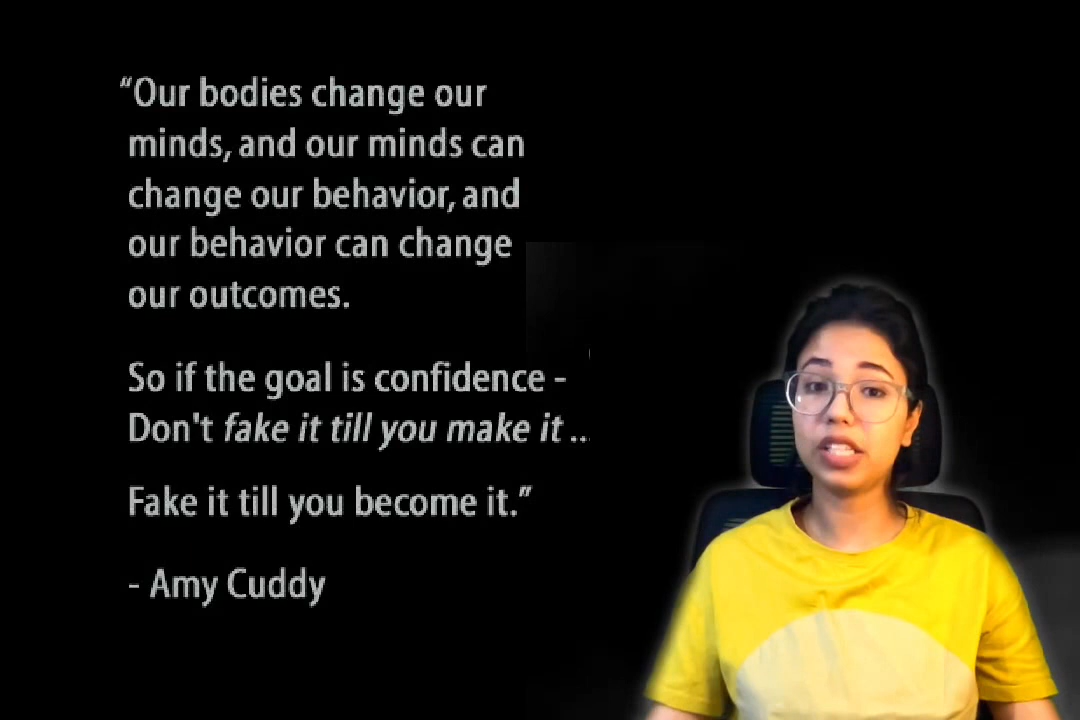 “Our bodies change our
minds, and our minds can
change our behavior, and
our behavior can change
our outcomes.
So if the goal is confidence -
Don't fake it till you make it ...
Fake it till you become it.”
- Amy Cuddy